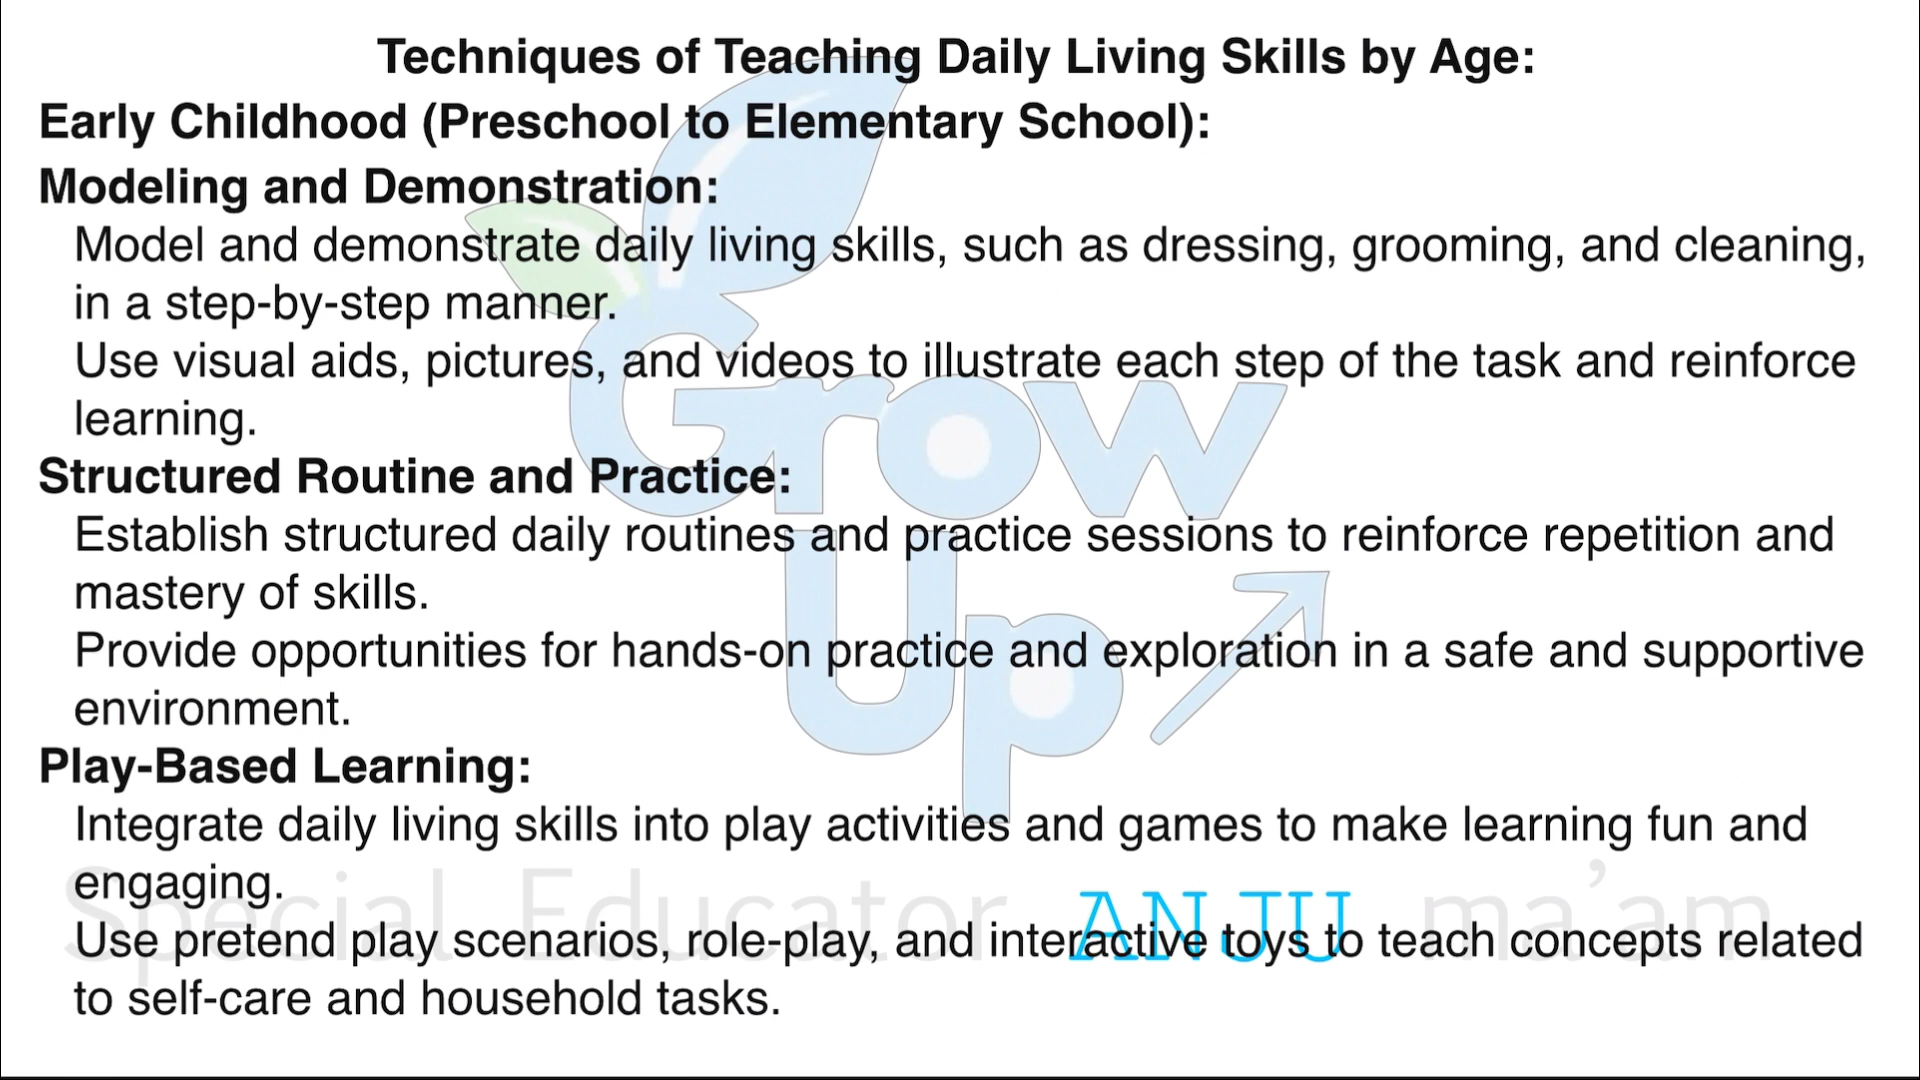 Techniques of Teaching Daily Living Skills by Age:
Early Childhood (Preschool to Elementary School):
Modeling and Demonstration:
Model and demonstrate daily living skills, such as dressing, grooming, and cleaning,
in a step-by-step manner.
Use visual aids, pictures, and videos to illustrate each step of the task and reinforce
learning.
Structured Routine and Practice:
Establish structured daily routines and practice sessions to reinforce repetition and
mastery of skills.
Provide opportunities for hands-on practice and exploration in a safe and supportive
environment.
Play-Based Learning:
Integrate daily living skills into play activities and games to make learning fun and
engaging.
Use pretend play scenarios, role-play, and interactive toys to teach concepts related
to self-care and household tasks.
Grow
Up
Special Educator ANJU ma'am